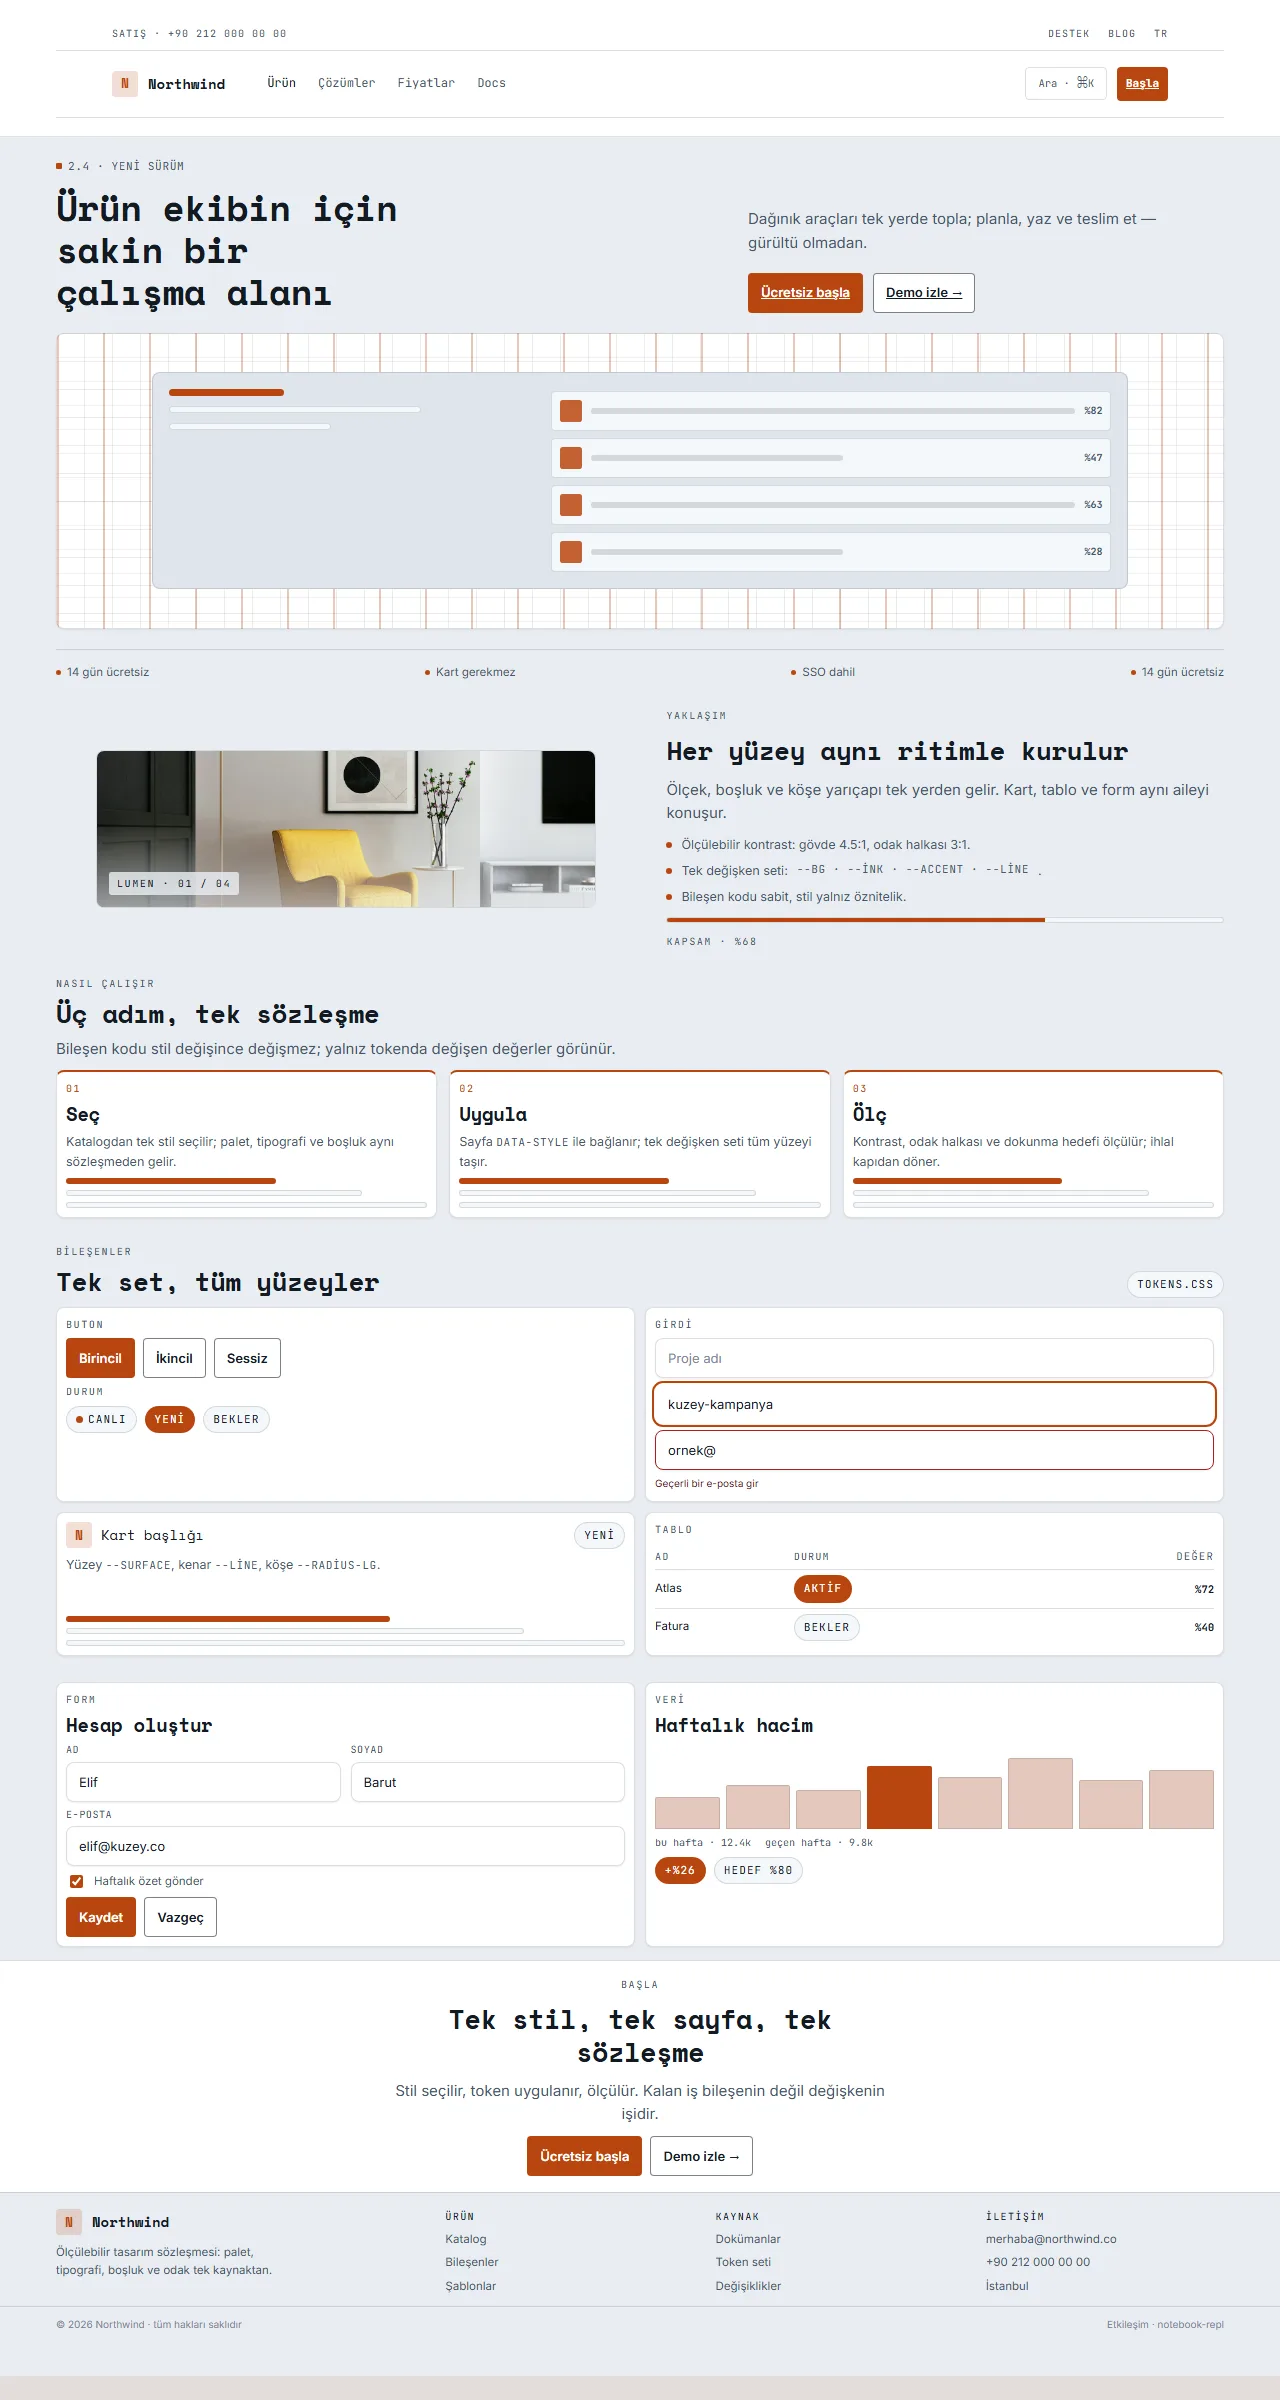 SATIŞ · +90 212 000 00 00
DESTEK BLOG TR
N Northwind Ürün Çözümler Fiyatlar Docs Ara · ⌘K Başla
2.4 · YENİ SÜRÜM
Ürün ekibin için
sakin bir
çalışma alanı
Dağınık araçları tek yerde topla; planla, yaz ve teslim et —
gürültü olmadan.
Ücretsiz başla Demo izle →
%82
%47
%63
%28
14 gün ücretsiz Kart gerekmez SSO dahil 14 gün ücretsiz
LUMEN · 01 / 04
YAKLAŞIM
Her yüzey aynı ritimle kurulur
Ölçek, boşluk ve köşe yarıçapı tek yerden gelir. Kart, tablo ve form aynı aileyi
konuşur.
Ölçülebilir kontrast: gövde 4.5:1, odak halkası 3:1.
Tek değişken seti: --BG · --İNK · --ACCENT · --LİNE .
Bileşen kodu sabit, stil yalnız öznitelik.
KAPSAM · %68
NASIL ÇALIŞIR
Üç adım, tek sözleşme
Bileşen kodu stil değişince değişmez; yalnız tokenda değişen değerler görünür.
01
Seç
Katalogdan tek stil seçilir; palet, tipografi ve boşluk aynı
sözleşmeden gelir.
02
Uygula
Sayfa DATA-STYLE ile bağlanır; tek değişken seti tüm yüzeyi
taşır.
03
Ölç
Kontrast, odak halkası ve dokunma hedefi ölçülür; ihlal
kapıdan döner.
BİLEŞENLER
Tek set, tüm yüzeyler
TOKENS.CSS
BUTON
Birincil İkincil Sessiz
DURUM
CANLI YENİ BEKLER
GİRDİ
Proje adı
kuzey-kampanya
ornek@
Geçerli bir e-posta gir
N Kart başlığı YENİ
Yüzey --SURFACE, kenar --LİNE, köşe --RADİUS-LG.
TABLO
AD DURUM DEĞER
Atlas AKTİF %72
Fatura BEKLER %40
FORM
Hesap oluştur
AD SOYAD
Elif Barut
E-POSTA
elif@kuzey.co
Haftalık özet gönder
Kaydet Vazgeç
VERİ
Haftalık hacim
bu hafta · 12.4k geçen hafta · 9.8k
+%26 HEDEF %80
BAŞLA
Tek stil, tek sayfa, tek
sözleşme
Stil seçilir, token uygulanır, ölçülür. Kalan iş bileşenin değil değişkenin
işidir.
Ücretsiz başla Demo izle →
N Northwind
Ölçülebilir tasarım sözleşmesi: palet,
tipografi, boşluk ve odak tek kaynaktan.
ÜRÜN
Katalog
Bileşenler
Şablonlar
KAYNAK
Dokümanlar
Token seti
Değişiklikler
İLETİŞİM
merhaba@northwind.co
+90 212 000 00 00
İstanbul
© 2026 Northwind · tüm hakları saklıdır
Etkileşim · notebook-repl